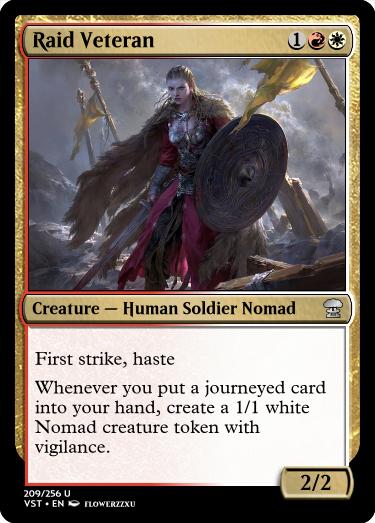 Raid Veteran 1
Creature — Human Soldier Nomad
First strike, haste
Whenever you put a journeyed card
into your hand, create a 1/1 white
Nomad creature token with
vigilance.
2/2
209/256 U
VST • EN FLOWERZZXU